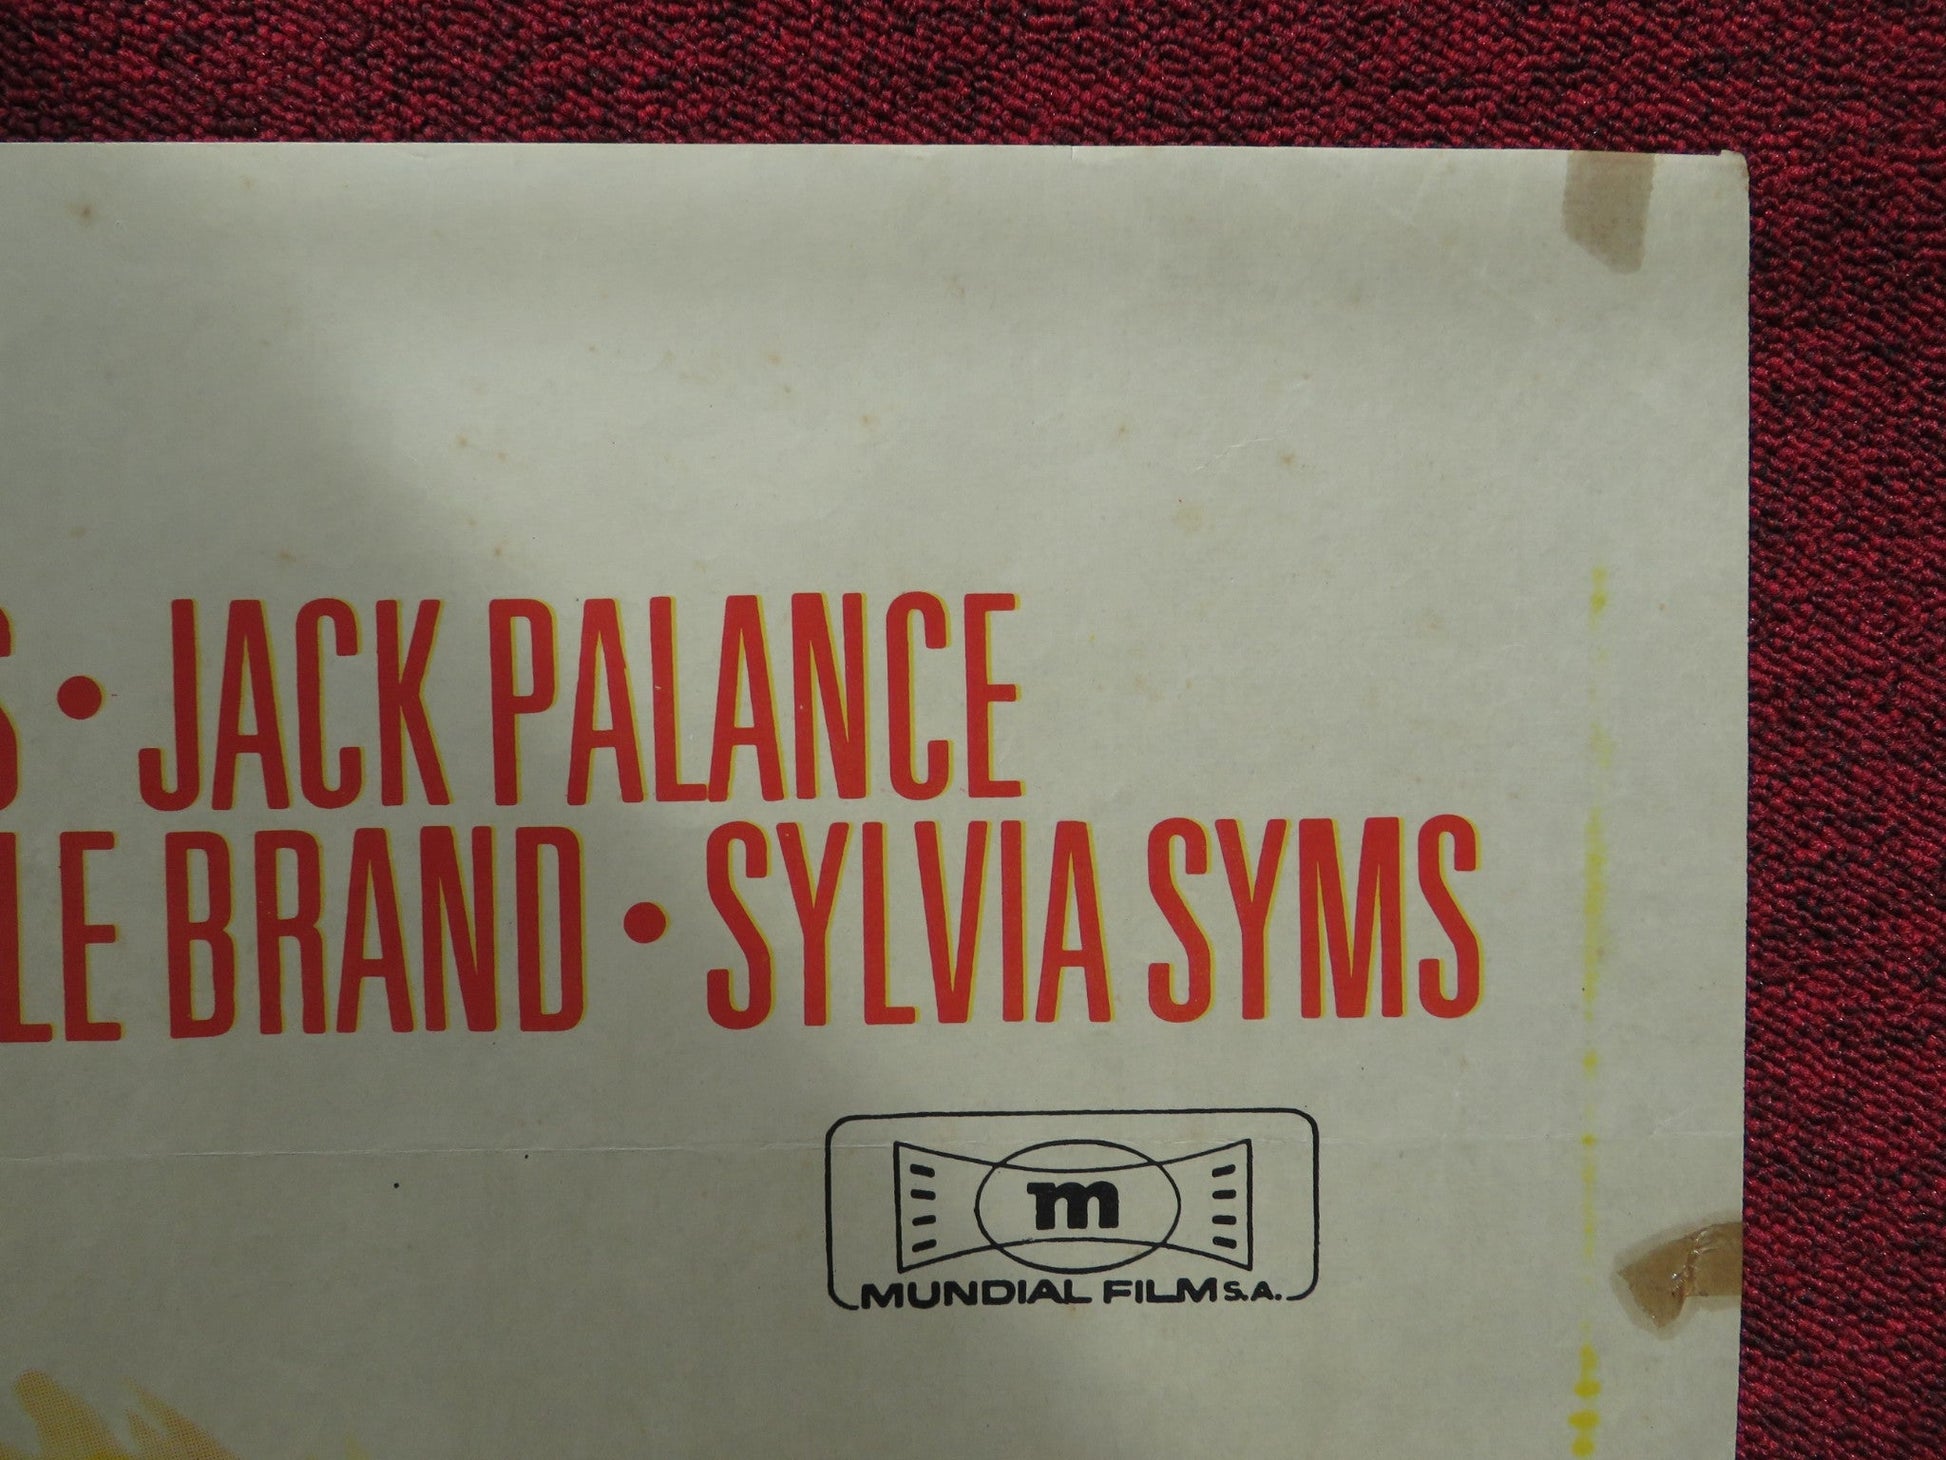 S · JACK PALANCE
LE BRAND · SYLVIA SYMS
m
MUNDIAL FILM S.A.